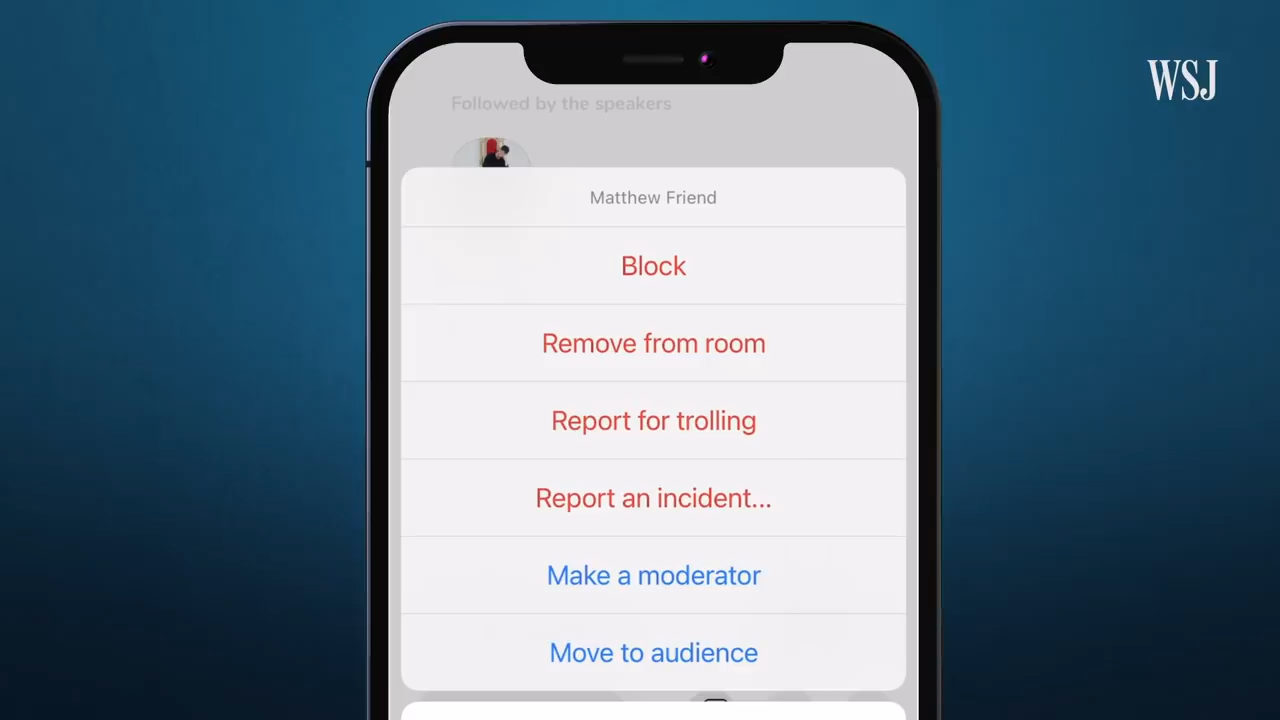 WSJ
Followed by the speakers
Matthew Friend
Block
Remove from room
Report for trolling
Report an incident...
Make a moderator
Move to audience